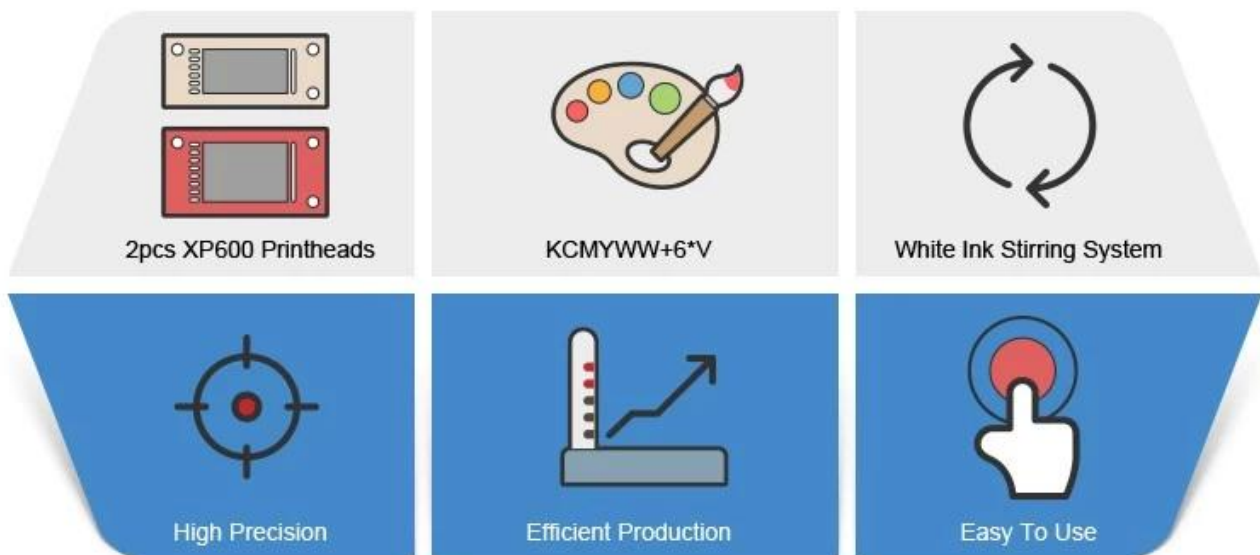 2pcs XP600 Printheads
KCMYWW+6*V
White Ink Stirring System
High Precision
Efficient Production
Easy To Use